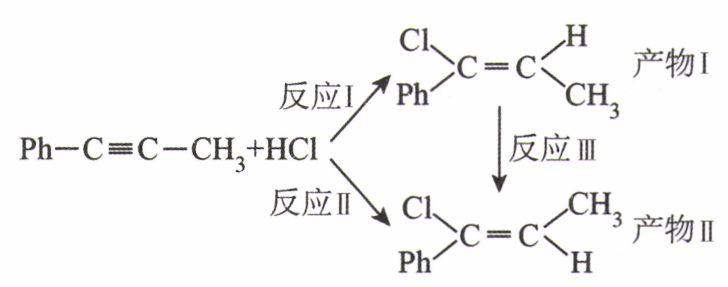 Cl H
C=C
Ph CH₃
产物Ⅰ
反应Ⅰ
Ph−C≡C−CH₃+HCl
反应Ⅲ
反应Ⅱ
Cl CH₃
C=C
Ph H
产物Ⅱ